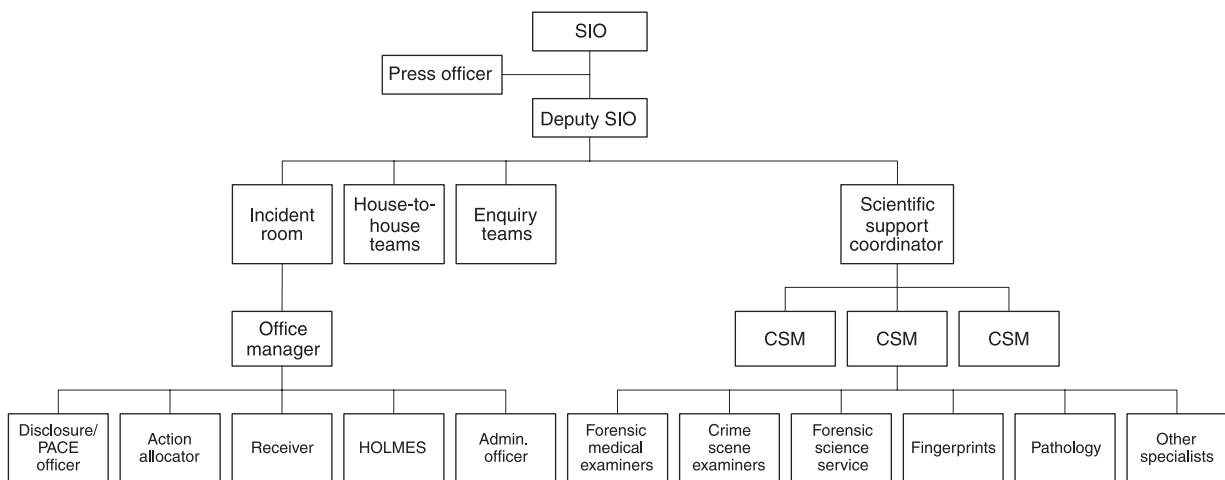 SIO
Press officer
Deputy SIO
Incident
room
House-to-
house
teams
Enquiry
teams
Scientific
support
coordinator
Office
manager
CSM
CSM
CSM
Disclosure/
PACE
officer
Action
allocator
Receiver
HOLMES
Admin.
officer
Forensic
medical
examiners
Crime
scene
examiners
Forensic
science
service
Fingerprints
Pathology
Other
specialists